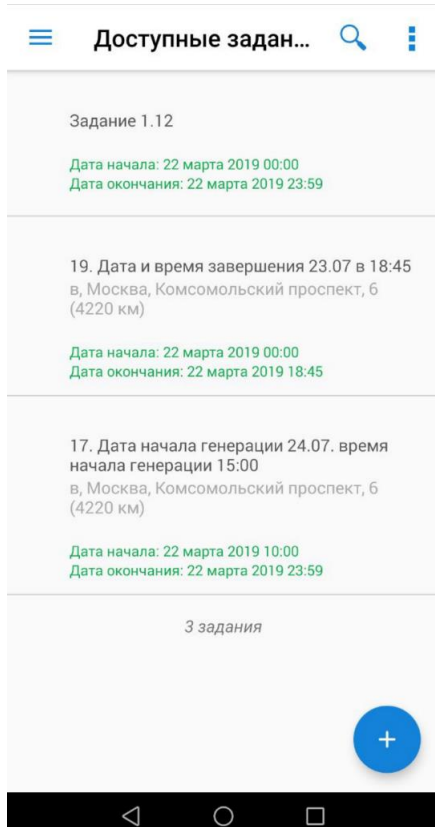 Доступные задан...
Задание 1.12
Дата начала: 22 марта 2019 00:00
Дата окончания: 22 марта 2019 23:59
19. Дата и время завершения 23.07 в 18:45
в, Москва, Комсомольский проспект, 6
(4220 км)
Дата начала: 22 марта 2019 00:00
Дата окончания: 22 марта 2019 18:45
17. Дата начала генерации 24.07. время
начала генерации 15:00
в, Москва, Комсомольский проспект, 6
(4220 км)
Дата начала: 22 марта 2019 10:00
Дата окончания: 22 марта 2019 23:59
3 задания
+